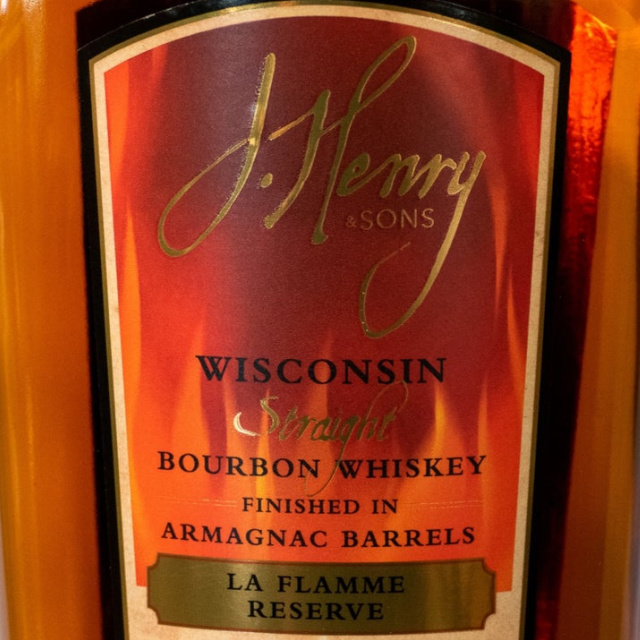 J. Henry
& SONS
WISCONSIN
Straight
BOURBON WHISKEY
FINISHED IN
ARMAGNAC BARRELS
LA FLAMME
RESERVE